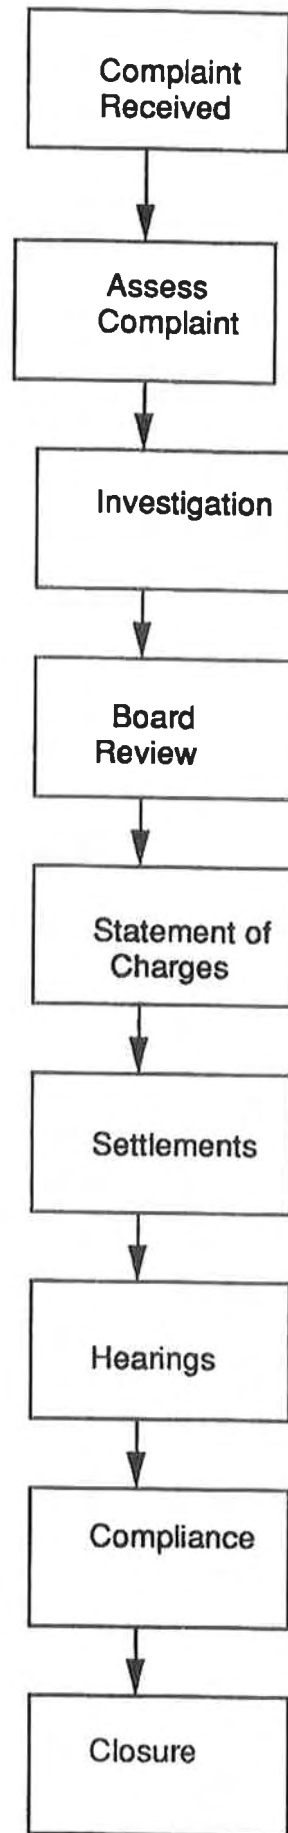 Complaint
Received
Assess
Complaint
Investigation
Board
Review
Statement of
Charges
Settlements
Hearings
Compliance
Closure